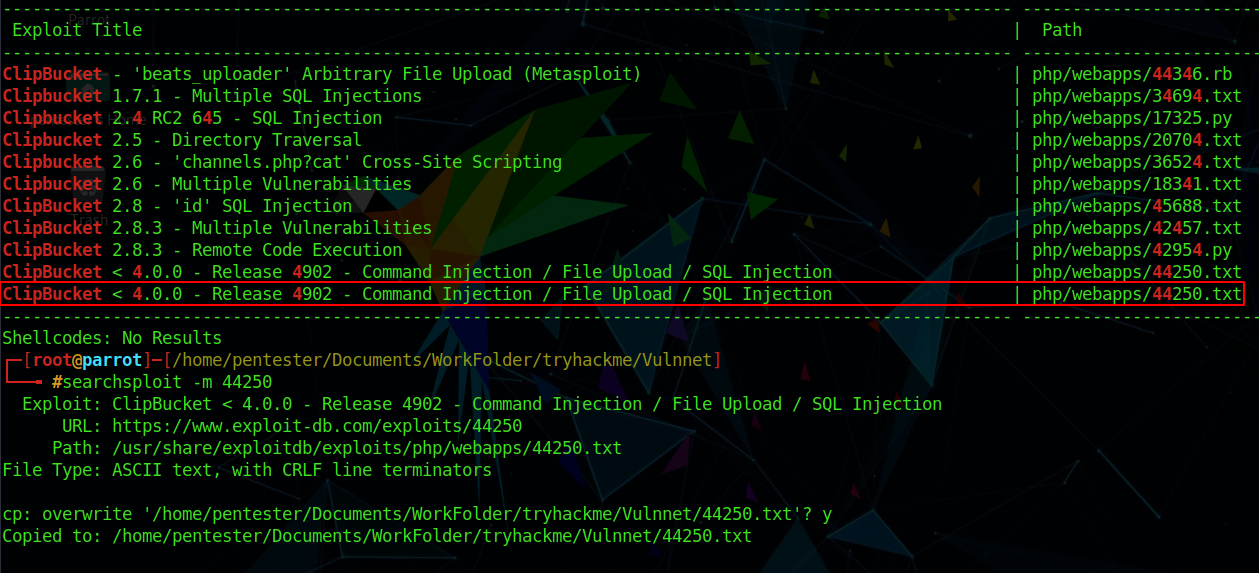 Parrot
------------------------------------------------------------------------------------------------------ ------------------------
 Exploit Title                                                                                       |  Path
------------------------------------------------------------------------------------------------------ ------------------------
ClipBucket - 'beats_uploader' Arbitrary File Upload (Metasploit)                                     | php/webapps/44346.rb
Clipbucket 1.7.1 - Multiple SQL Injections                                                           | php/webapps/34694.txt
Clipbucket 2.4 RC2 645 - SQL Injection                                                               | php/webapps/17325.py
Clipbucket 2.5 - Directory Traversal                                                                 | php/webapps/20704.txt
Clipbucket 2.6 - 'channels.php?cat' Cross-Site Scripting                                             | php/webapps/36524.txt
Clipbucket 2.6 - Multiple Vulnerabilities                                                            | php/webapps/18341.txt
Clipbucket 2.8 - 'id' SQL Injection                                                                  | php/webapps/45688.txt
Trash
ClipBucket 2.8.3 - Multiple Vulnerabilities                                                          | php/webapps/42457.txt
ClipBucket 2.8.3 - Remote Code Execution                                                             | php/webapps/42954.py
ClipBucket < 4.0.0 - Release 4902 - Command Injection / File Upload / SQL Injection                  | php/webapps/44250.txt
ClipBucket < 4.0.0 - Release 4902 - Command Injection / File Upload / SQL Injection                  | php/webapps/44250.txt
------------------------------------------------------------------------------------------------------ ------------------------
Shellcodes: No Results
┌─[root@parrot]─[/home/pentester/Documents/WorkFolder/tryhackme/Vulnnet]
└──╼ #searchsploit -m 44250
  Exploit: ClipBucket < 4.0.0 - Release 4902 - Command Injection / File Upload / SQL Injection
      URL: https://www.exploit-db.com/exploits/44250
     Path: /usr/share/exploitdb/exploits/php/webapps/44250.txt
File Type: ASCII text, with CRLF line terminators
cp: overwrite '/home/pentester/Documents/WorkFolder/tryhackme/Vulnnet/44250.txt'? y
Copied to: /home/pentester/Documents/WorkFolder/tryhackme/Vulnnet/44250.txt